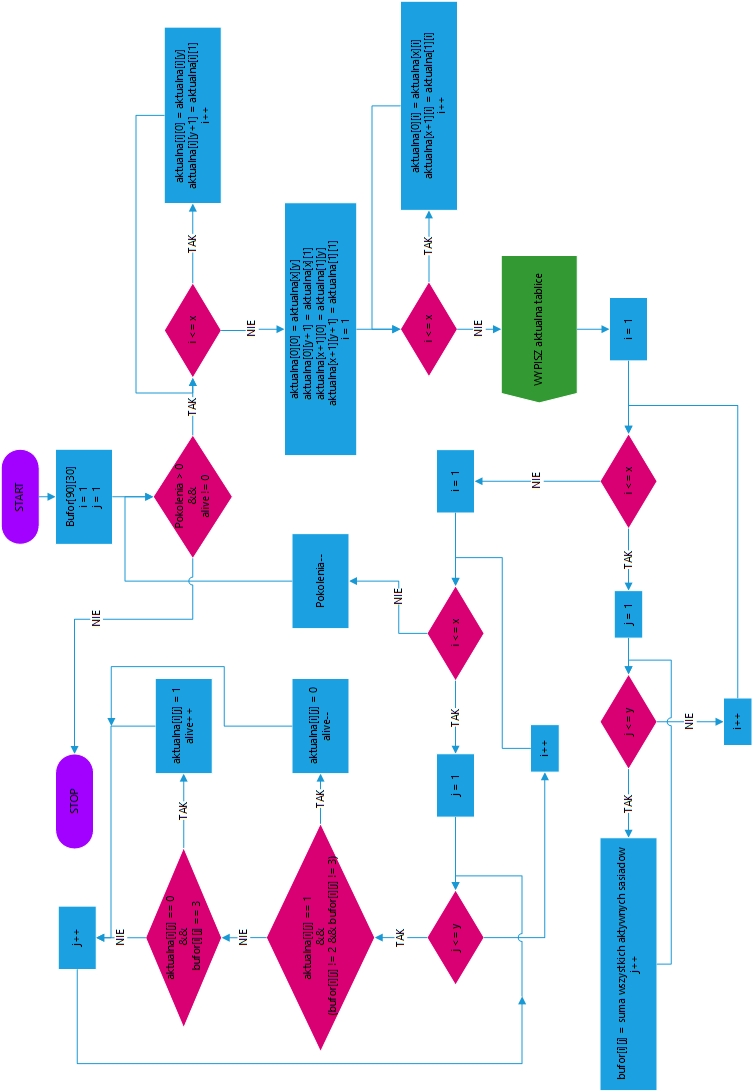 START
Bufor[90][30]
i = 1
j = 1
Pokolenia > 0
&&
alive != 0
TAK
NIE
STOP
i <= x
TAK
aktualna[i][0] = aktualna[i][y]
aktualna[i][y+1] = aktualna[i][1]
i++
NIE
aktualna[0][0] = aktualna[x][y]
aktualna[0][y+1] = aktualna[x][1]
aktualna[x+1][0] = aktualna[1][y]
aktualna[x+1][y+1] = aktualna[1][1]
i = 1
i <= x
TAK
aktualna[0][i] = aktualna[x][i]
aktualna[x+1][i] = aktualna[1][i]
i++
NIE
WYPISZ aktualna tablice
i = 1
i <= x
TAK
j = 1
j <= y
TAK
bufor[i][j] = suma wszystkich aktywnych sasiadow
j++
NIE
i++
NIE
i = 1
i <= x
NIE
Pokolenia--
TAK
j = 1
j <= y
i++
TAK
aktualna[i][j] == 1
&&
(bufor[i][j] != 2 && bufor[i][j] != 3)
TAK
aktualna[i][j] = 0
alive--
NIE
aktualna[i][j] == 0
&&
bufor[i][j] == 3
TAK
aktualna[i][j] = 1
alive++
NIE
j++